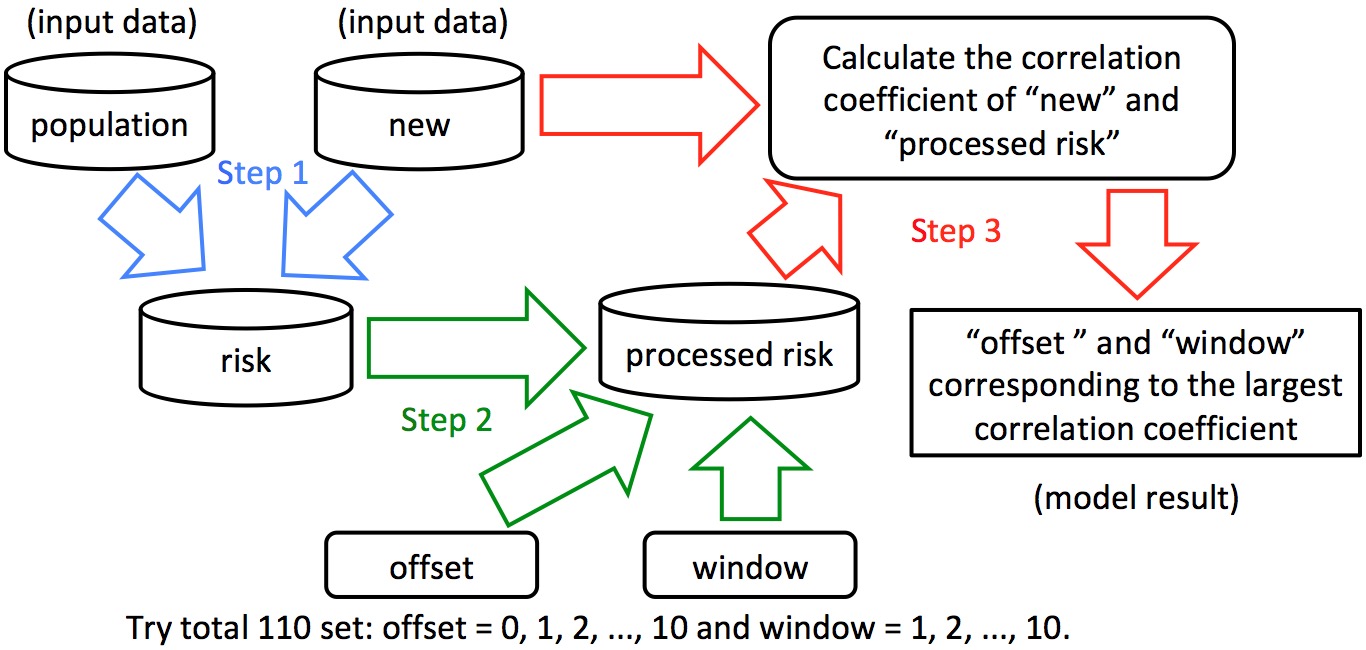 (input data)
(input data)
population
new
Calculate the correlation
coefficient of “new” and
“processed risk”
Step 1
Step 3
risk
processed risk
“offset ” and “window”
corresponding to the largest
correlation coefficient
Step 2
(model result)
offset
window
Try total 110 set: offset = 0, 1, 2, ..., 10 and window = 1, 2, ..., 10.